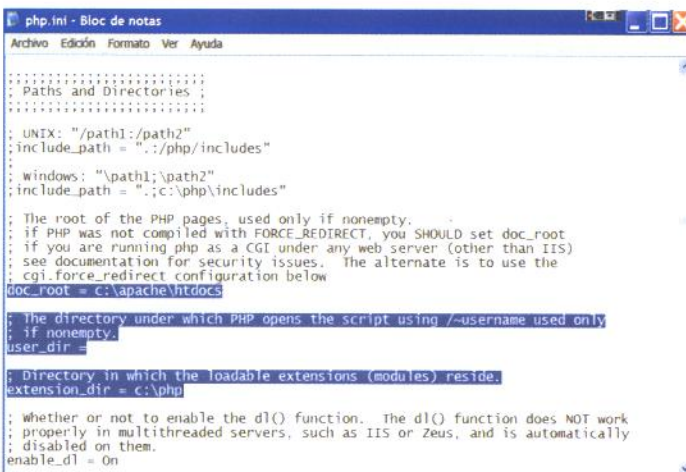 php.ini - Bloc de notas
Archivo Edición Formato Ver Ayuda
;;;;;;;;;;;;;;;;;;;;;;;;;
; Paths and Directories ;
;;;;;;;;;;;;;;;;;;;;;;;;;
; UNIX: "/path1:/path2"
;include_path = ".:/php/includes"
;
; Windows: "\path1;\path2"
;include_path = ".;c:\php\includes"
; The root of the PHP pages, used only if nonempty.
; if PHP was not compiled with FORCE_REDIRECT, you SHOULD set doc_root
; if you are running php as a CGI under any web server (other than IIS)
; see documentation for security issues.  The alternate is to use the
; cgi.force_redirect configuration below
doc_root = c:\apache\htdocs
; The directory under which PHP opens the script using /~username used only
; if nonempty.
user_dir =
; Directory in which the loadable extensions (modules) reside.
extension_dir = c:\php
; Whether or not to enable the dl() function.  The dl() function does NOT work
; properly in multithreaded servers, such as IIS or Zeus, and is automatically
; disabled on them.
enable_dl = On